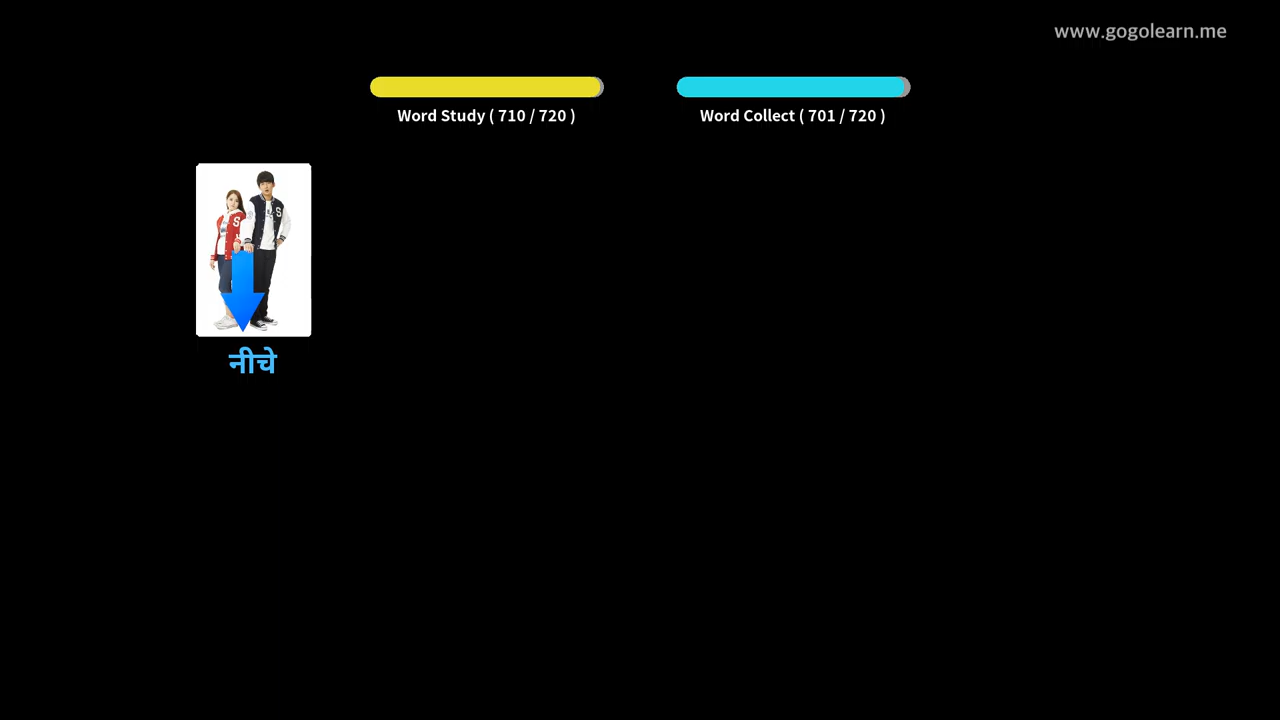 www.gogolearn.me
Word Study ( 710 / 720 )
Word Collect ( 701 / 720 )
S
S
नीचे